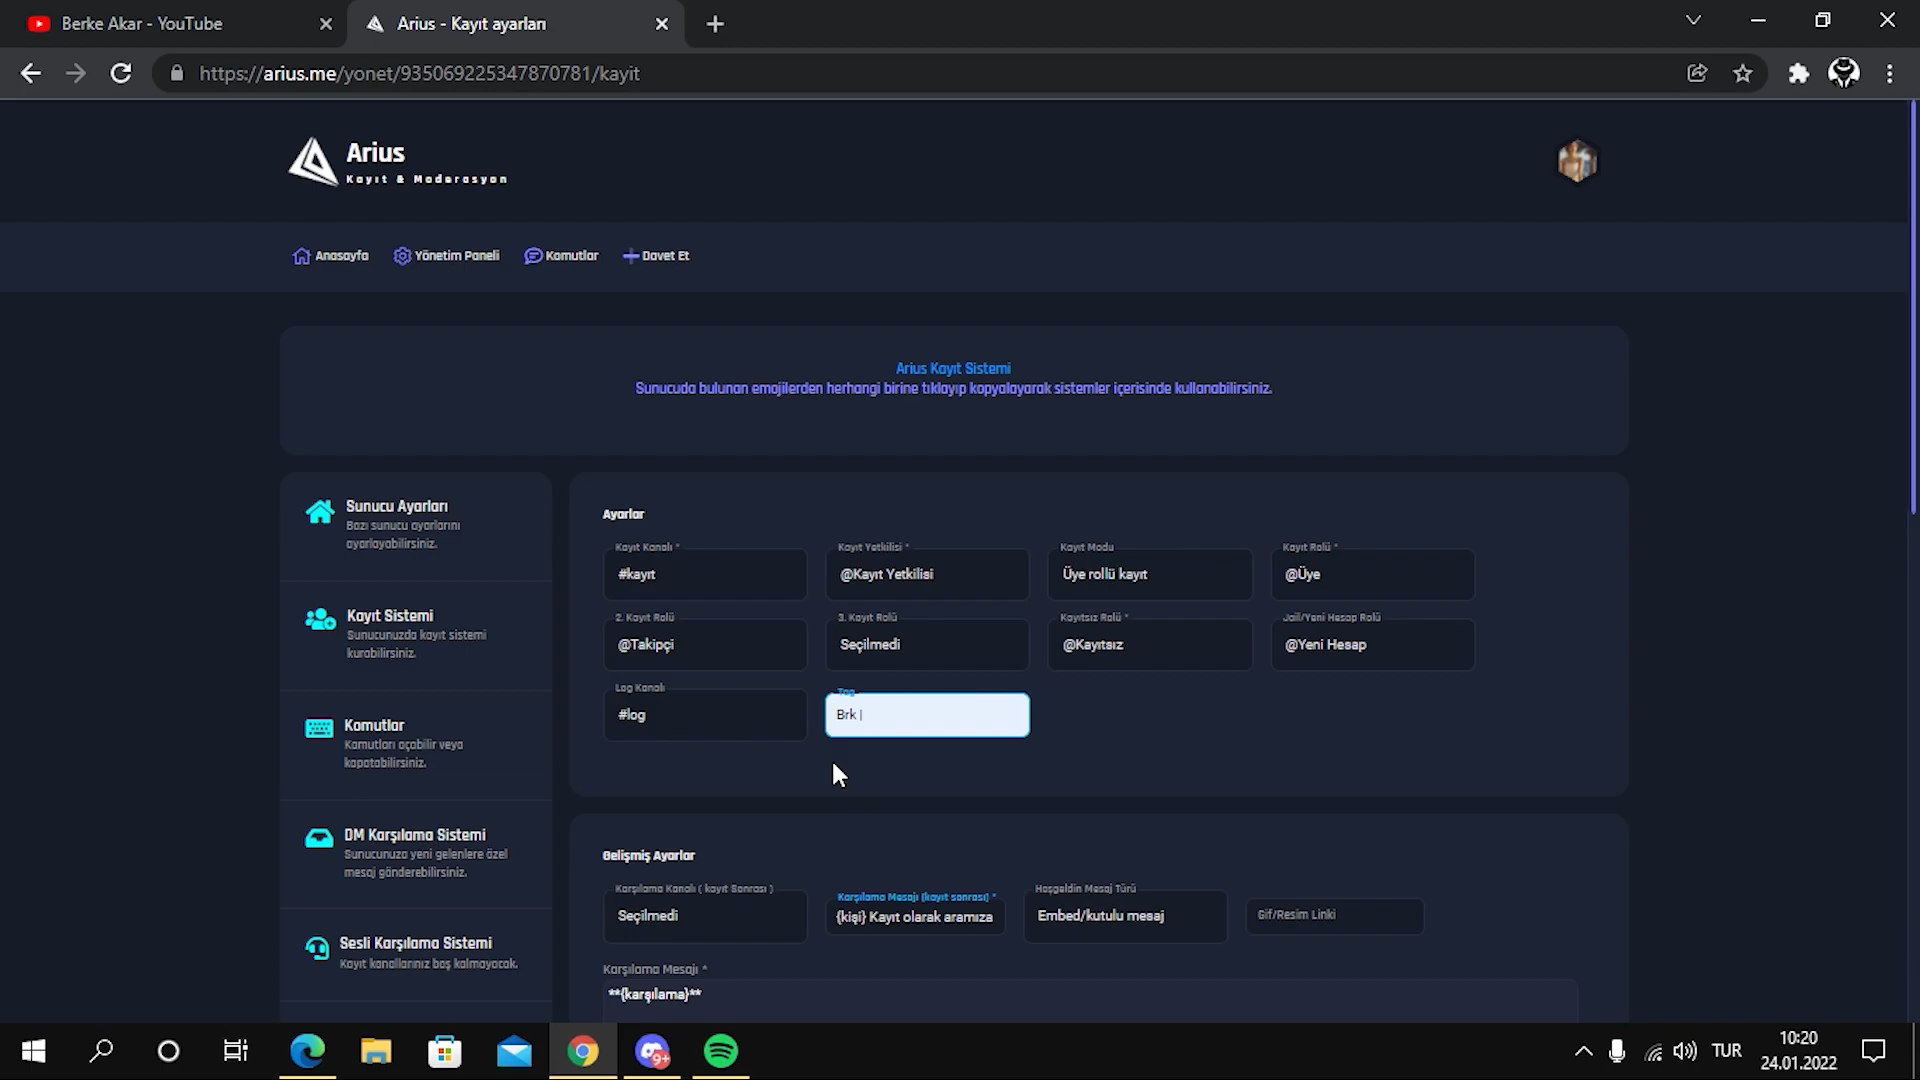 Berke Akar - YouTube
Arius - Kayıt ayarları
https://arius.me/yonet/935069225347870781/kayit
Arius
Kayıt & Moderasyon
Anasayfa
Yönetim Paneli
Komutlar
Davet Et
Arius Kayıt Sistemi
Sunucuda bulunan emojilerden herhangi birine tıklayıp kopyalayarak sistemler içerisinde kullanabilirsiniz.
Sunucu Ayarları
Bazı sunucu ayarlarını
ayarlayabilirsiniz.
Kayıt Sistemi
Sunucunuzda kayıt sistemi
kurabilirsiniz.
Komutlar
Komutları açabilir veya
kapatabilirsiniz.
DM Karşılama Sistemi
Sunucunuza yeni gelenlere özel
mesaj gönderebilirsiniz.
Sesli Karşılama Sistemi
Kayıt kanallarınız boş kalmayacak.
Ayarlar
Kayıt Kanalı *
#kayıt
Kayıt Yetkilisi *
@Kayıt Yetkilisi
Kayıt Modu
Üye rollü kayıt
Kayıt Rolü *
@Üye
2. Kayıt Rolü
@Takipçi
3. Kayıt Rolü
Seçilmedi
Kayıtsız Rolü *
@Kayıtsız
Jail/Yeni Hesap Rolü
@Yeni Hesap
Log Kanalı
#log
Tag
Brk |
Gelişmiş Ayarlar
Karşılama Kanalı ( kayıt Sonrası )
Seçilmedi
Karşılama Mesajı (kayıt sonrası) *
{kişi} Kayıt olarak aramıza
Hoşgeldin Mesaj Türü
Embed/kutulu mesaj
Gif/Resim Linki
Karşılama Mesajı *
**{karşılama}**
9+
TUR
10:20
24.01.2022